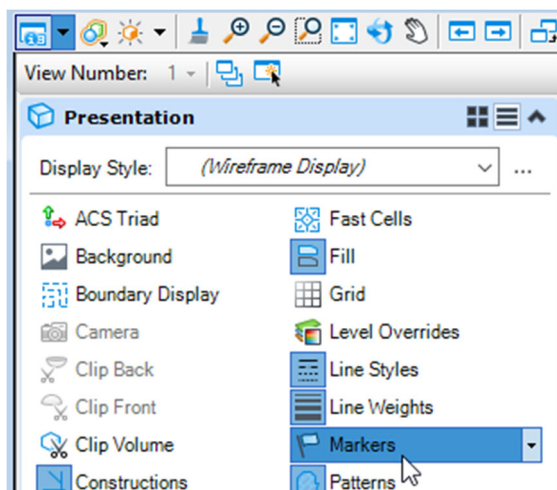 View Number: 1
Presentation
Display Style: (Wireframe Display) ...
ACS Triad
Fast Cells
Background
Fill
Boundary Display
Grid
Camera
Level Overrides
Clip Back
Line Styles
Clip Front
Line Weights
Clip Volume
Markers
Constructions
Patterns